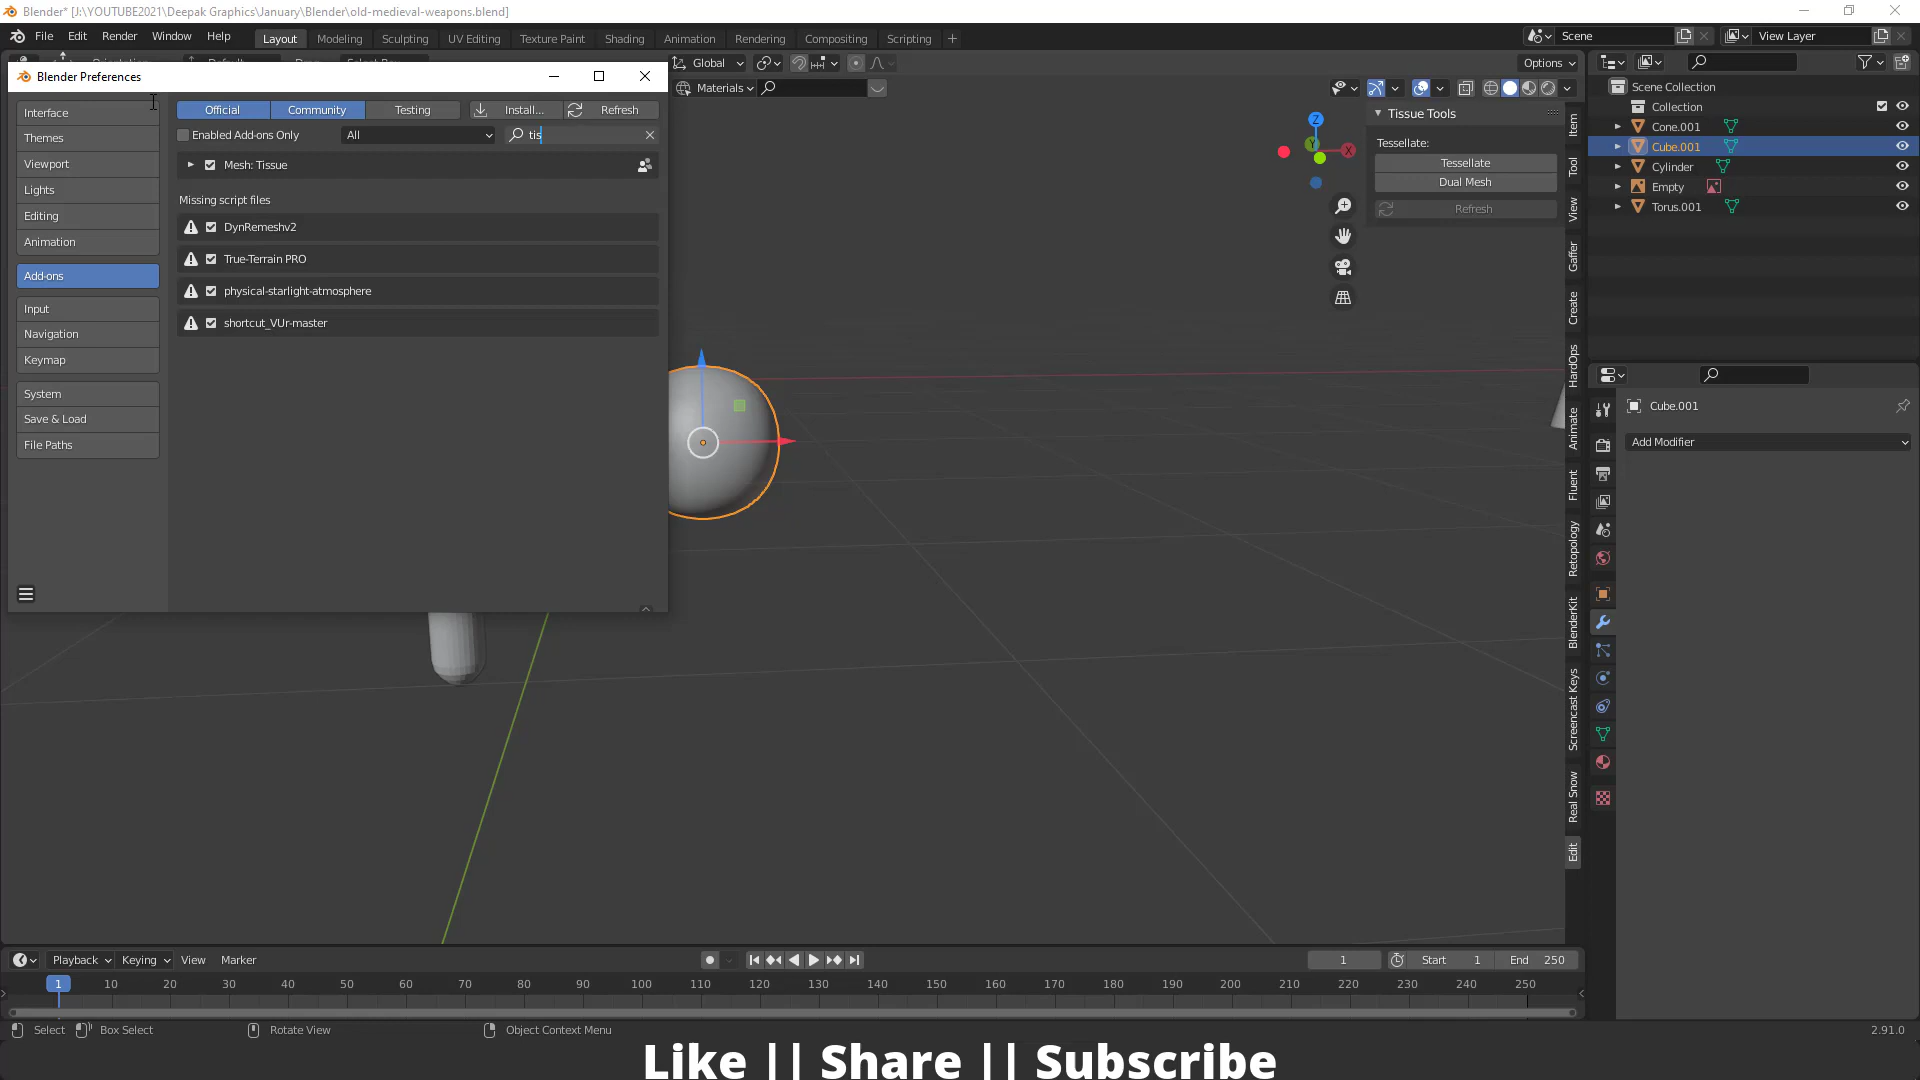 Blender* [J:\YOUTUBE2021\Deepak Graphics\January\Blender\old-medieval-weapons.blend]
File Edit Render Window Help Layout Modeling Sculpting UV Editing Texture Paint Shading Animation Rendering Compositing Scripting + Scene View Layer
Blender Preferences
Global Options
Materials
Interface
Themes
Viewport
Lights
Editing
Animation
Add-ons
Input
Navigation
Keymap
System
Save & Load
File Paths
Official Community Testing Install... Refresh
Enabled Add-ons Only All tis
Mesh: Tissue
Missing script files
DynRemeshv2
True-Terrain PRO
physical-starlight-atmosphere
shortcut_VUr-master
Z
Y
X
Tissue Tools
Tessellate:
Tessellate
Dual Mesh
Refresh
Item
Tool
View
Gaffer
Create
HardOps
Animate
Fluent
Retopology
BlenderKit
Screencast Keys
Real Snow
Edit
Scene Collection
Collection
Cone.001
Cube.001
Cylinder
Empty
Torus.001
Cube.001
Add Modifier
Playback Keying View Marker 1 Start 1 End 250
1 10 20 30 40 50 60 70 80 90 100 110 120 130 140 150 160 170 180 190 200 210 220 230 240 250
Select Box Select Rotate View Object Context Menu 2.91.0
Like || Share || Subscribe